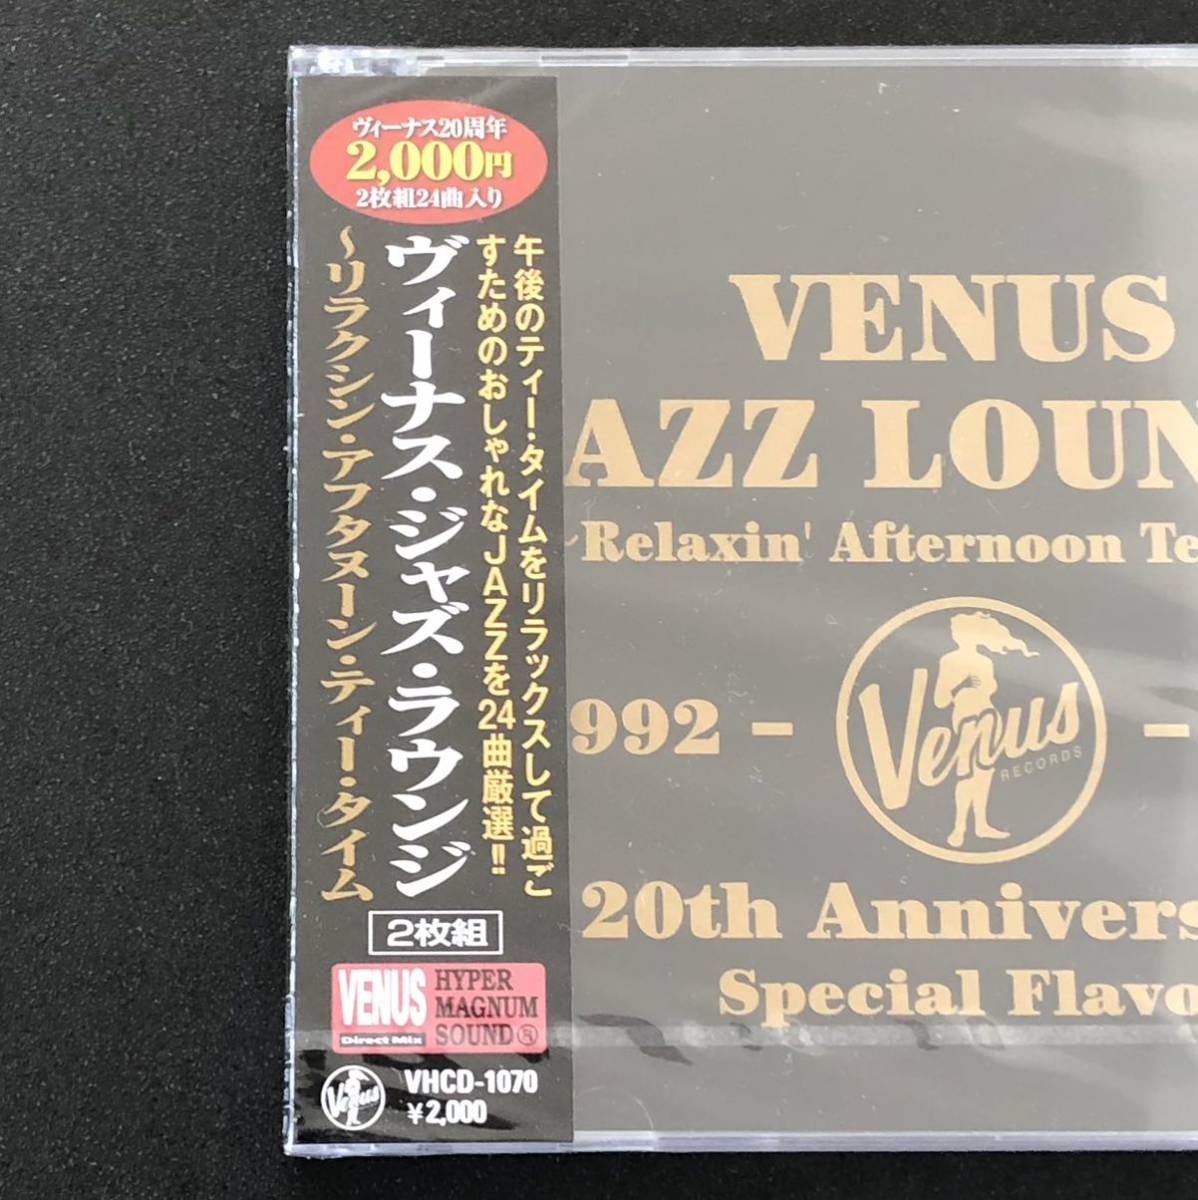 ヴィーナス20周年
2,000円
2枚組24曲入り
午後のティー・タイムをリラックスして過ご
すためのおしゃれなJAZZを24曲厳選!!
ヴィーナス・ジャズ・ラウンジ
〜リラクシン・アフタヌーン・ティー・タイム
2枚組
VENUS
Direct Mix
HYPER
MAGNUM
SOUND®
Venus
VHCD-1070
¥2,000
VENUS
AZZ LOUN
~Relaxin' Afternoon Te
992 -
Venus
RECORDS
-
20th Annivers
Special Flavo